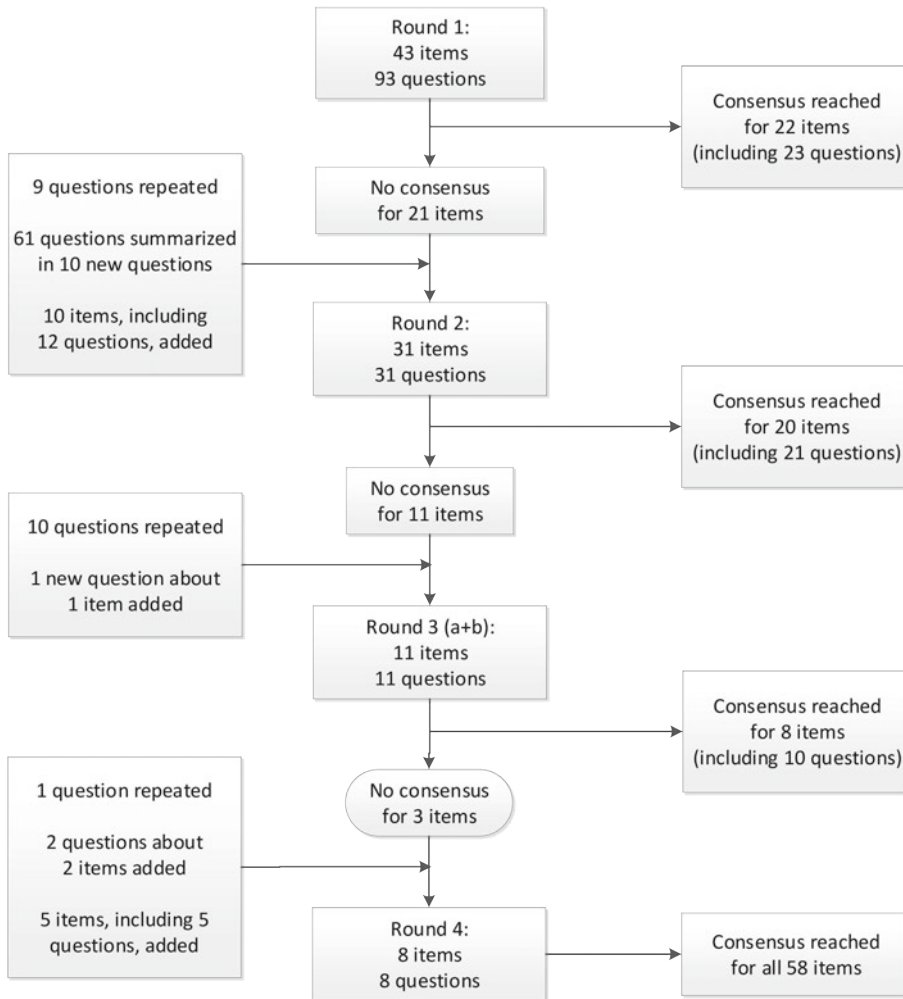 Round 1:
43 items
93 questions
Consensus reached
for 22 items
(including 23 questions)
9 questions repeated
61 questions summarized
in 10 new questions
10 items, including
12 questions, added
No consensus
for 21 items
Round 2:
31 items
31 questions
Consensus reached
for 20 items
(including 21 questions)
No consensus
for 11 items
10 questions repeated
1 new question about
1 item added
Round 3 (a+b):
11 items
11 questions
Consensus reached
for 8 items
(including 10 questions)
No consensus
for 3 items
1 question repeated
2 questions about
2 items added
5 items, including 5
questions, added
Round 4:
8 items
8 questions
Consensus reached
for all 58 items